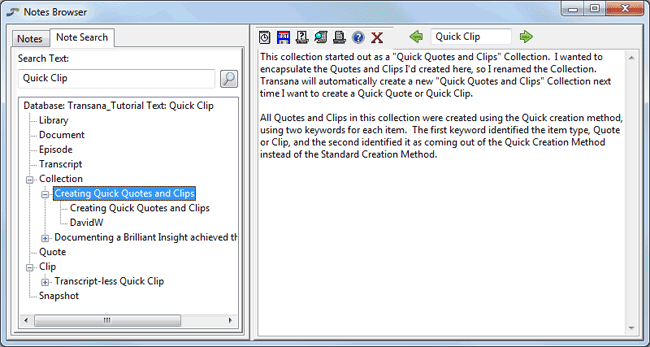 Notes Browser
Notes
Note Search
Search Text:
Quick Clip
Database: Transana_Tutorial Text: Quick Clip
Library
Document
Episode
Transcript
Collection
Creating Quick Quotes and Clips
Creating Quick Quotes and Clips
DavidW
Documenting a Brilliant Insight achieved th
Quote
Clip
Transcript-less Quick Clip
Snapshot
Quick Clip
This collection started out as a "Quick Quotes and Clips" Collection.  I wanted to
encapsulate the Quotes and Clips I'd created here, so I renamed the Collection.
Transana will automatically create a new "Quick Quotes and Clips" Collection next
time I want to create a Quick Quote or Quick Clip.
All Quotes and Clips in this collection were created using the Quick creation method,
using two keywords for each item.  The first keyword identified the item type, Quote
or Clip, and the second identified it as coming out of the Quick Creation Method
instead of the Standard Creation Method.